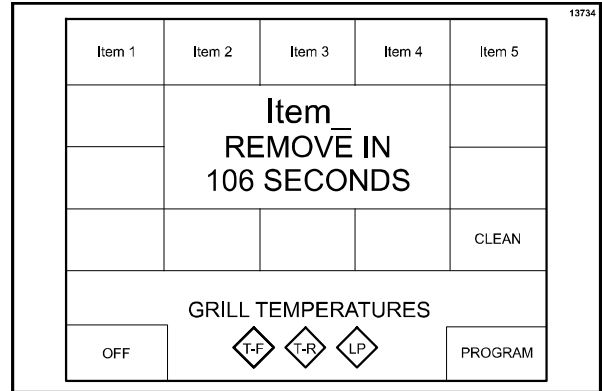 13734
Item 1 Item 2 Item 3 Item 4 Item 5
Item_
REMOVE IN
106 SECONDS
CLEAN
GRILL TEMPERATURES
OFF T-F T-R LP PROGRAM